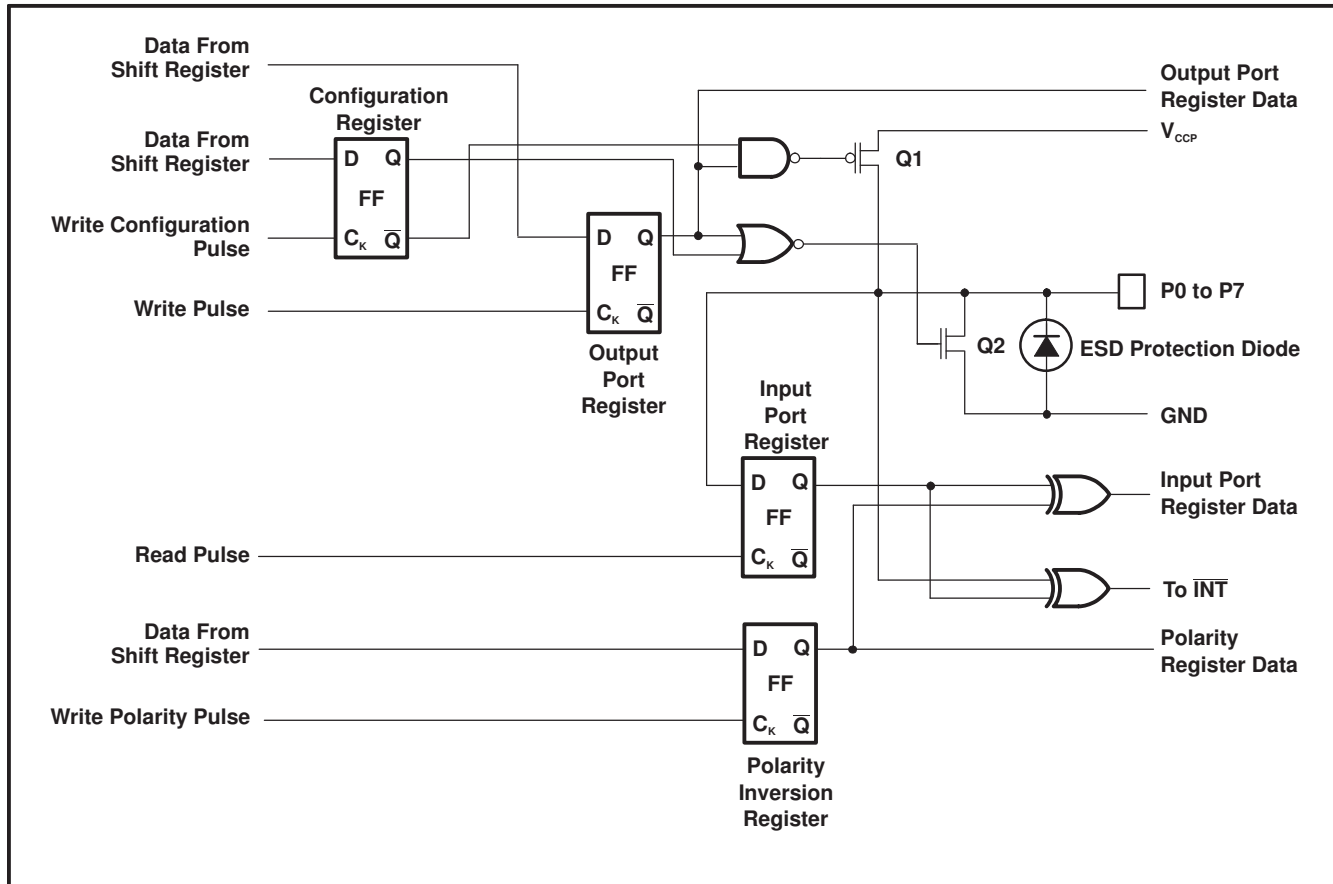 Data From
Shift Register
Configuration
Register
Data From
Shift Register
D Q
FF
Write Configuration
Pulse
CK Q̅
Write Pulse
D Q
FF
CK Q̅
Output
Port
Register
Output Port
Register Data
VCCP
Q1
P0 to P7
Q2
ESD Protection Diode
GND
Input
Port
Register
D Q
FF
CK Q̅
Read Pulse
Input Port
Register Data
To I̅N̅T̅
Data From
Shift Register
Write Polarity Pulse
D Q
FF
CK Q̅
Polarity
Inversion
Register
Polarity
Register Data